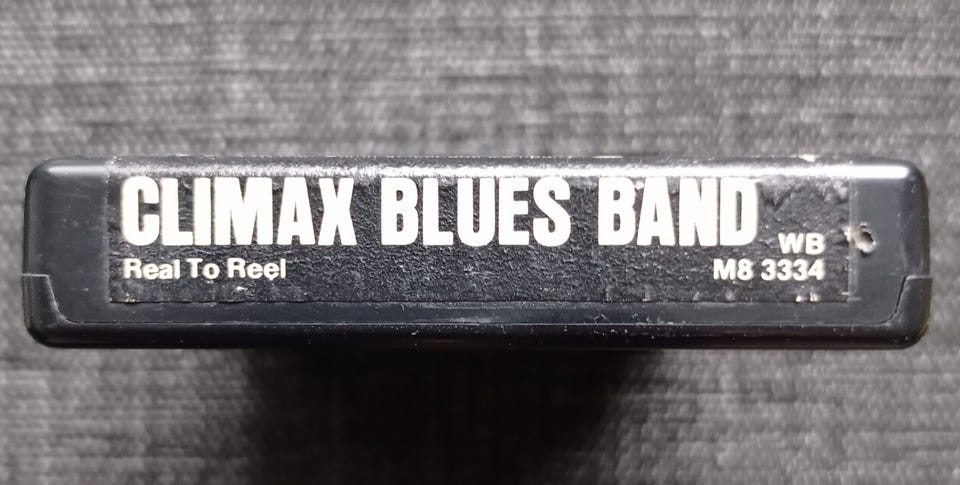 CLIMAX BLUES BAND
WB
Real To Reel
M8 3334